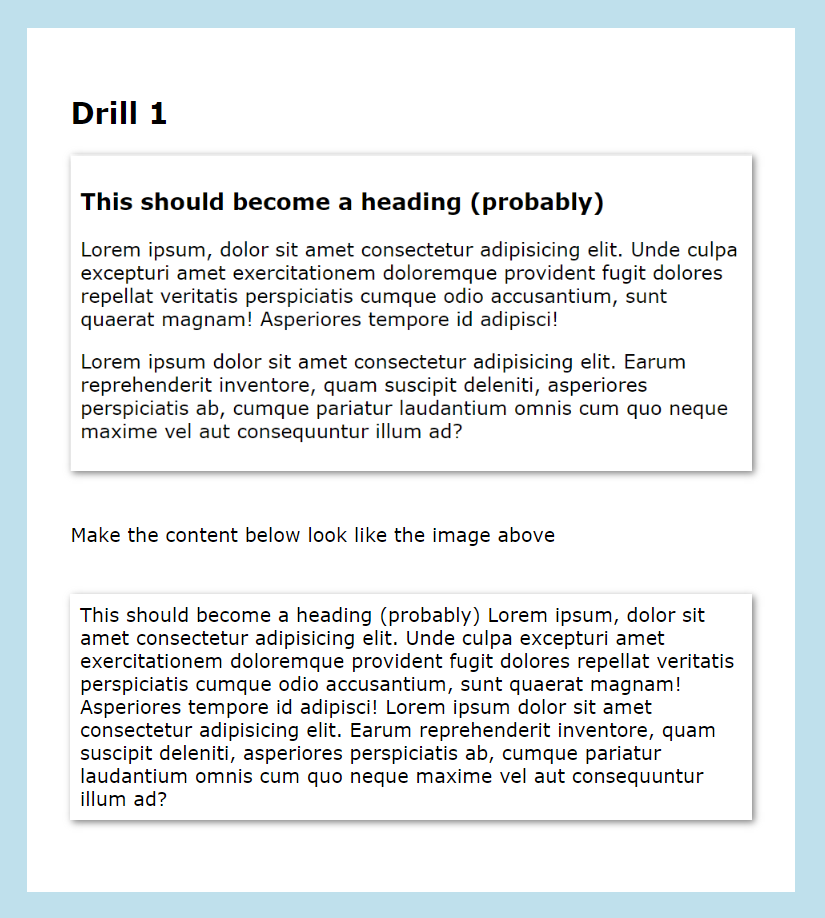 Drill 1
This should become a heading (probably)
Lorem ipsum, dolor sit amet consectetur adipisicing elit. Unde culpa
excepturi amet exercitationem doloremque provident fugit dolores
repellat veritatis perspiciatis cumque odio accusantium, sunt
quaerat magnam! Asperiores tempore id adipisci!
Lorem ipsum dolor sit amet consectetur adipisicing elit. Earum
reprehenderit inventore, quam suscipit deleniti, asperiores
perspiciatis ab, cumque pariatur laudantium omnis cum quo neque
maxime vel aut consequuntur illum ad?
Make the content below look like the image above
This should become a heading (probably) Lorem ipsum, dolor sit
amet consectetur adipisicing elit. Unde culpa excepturi amet
exercitationem doloremque provident fugit dolores repellat veritatis
perspiciatis cumque odio accusantium, sunt quaerat magnam!
Asperiores tempore id adipisci! Lorem ipsum dolor sit amet
consectetur adipisicing elit. Earum reprehenderit inventore, quam
suscipit deleniti, asperiores perspiciatis ab, cumque pariatur
laudantium omnis cum quo neque maxime vel aut consequuntur
illum ad?